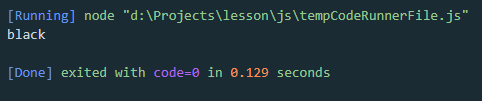 [Running] node "d:\Projects\lesson\js\tempCodeRunnerFile.js"
black
[Done] exited with code=0 in 0.129 seconds